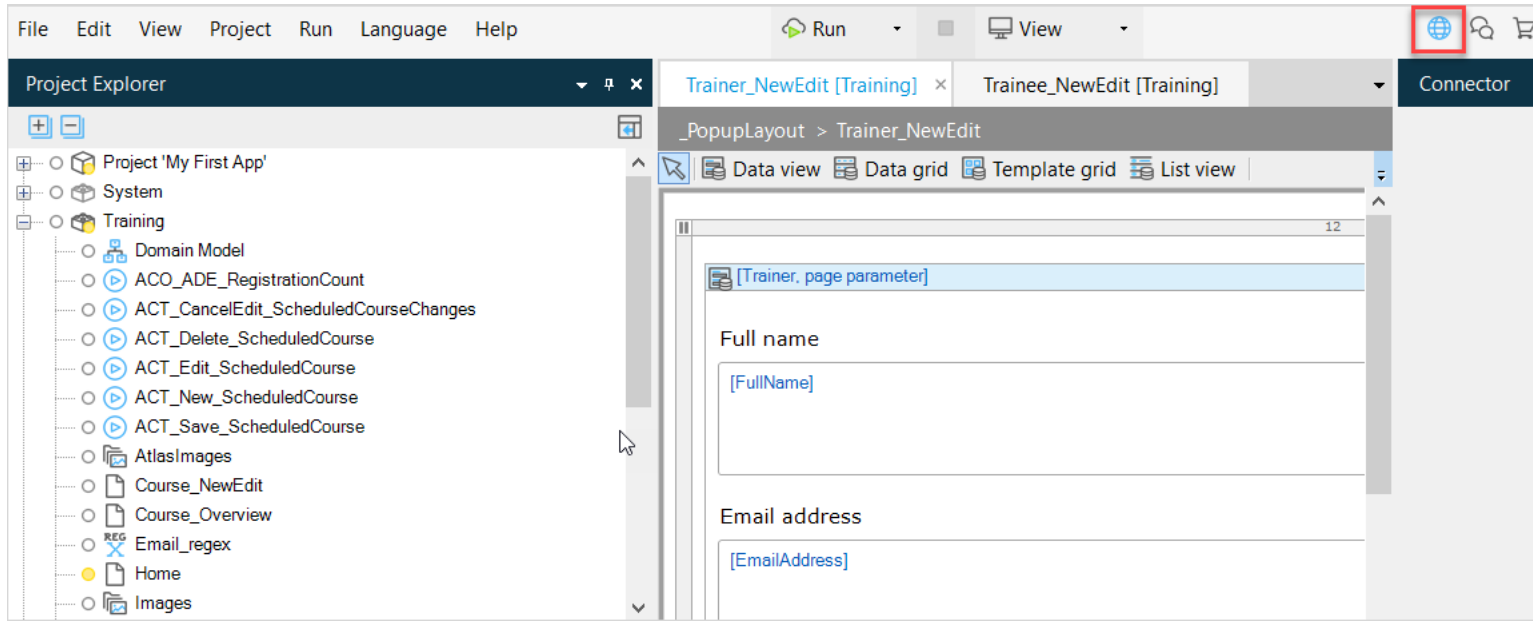 File Edit View Project Run Language Help Run View
Project Explorer
Trainer_NewEdit [Training] Trainee_NewEdit [Training]
Connector
_PopupLayout > Trainer_NewEdit
Data view Data grid Template grid List view
Project 'My First App'
System
Training
Domain Model
ACO_ADE_RegistrationCount
ACT_CancelEdit_ScheduledCourseChanges
ACT_Delete_ScheduledCourse
ACT_Edit_ScheduledCourse
ACT_New_ScheduledCourse
ACT_Save_ScheduledCourse
AtlasImages
Course_NewEdit
Course_Overview
REG
Email_regex
Home
Images
12
[Trainer, page parameter]
Full name
[FullName]
Email address
[EmailAddress]